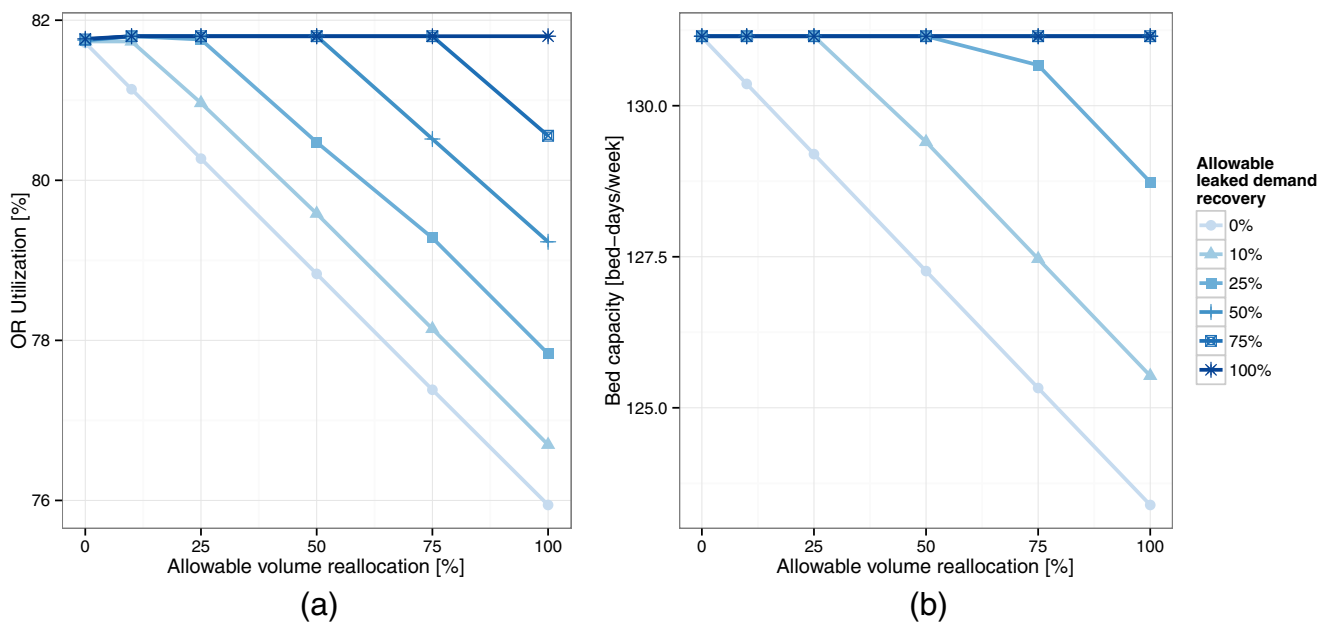 82
80
78
76
OR Utilization [%]
0 25 50 75 100
Allowable volume reallocation [%]
(a)
130.0
127.5
125.0
Bed capacity [bed−days/week]
0 25 50 75 100
Allowable volume reallocation [%]
(b)
Allowable
leaked demand
recovery
0%
10%
25%
50%
75%
100%